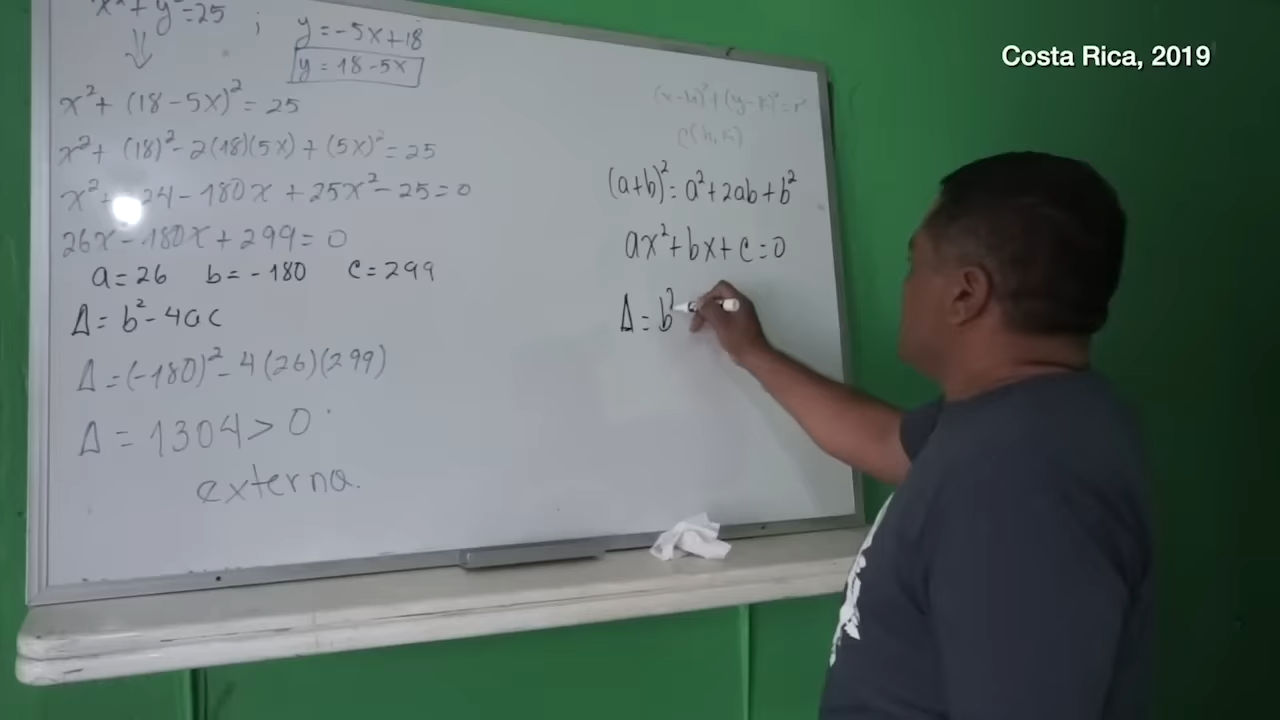 x² + y² = 25 ; y = -5x + 18
y = 18 - 5x
x² + (18 - 5x)² = 25
x² + (18)² - 2(18)(5x) + (5x)² = 25
x² + 24 - 180x + 25x² - 25 = 0
26x² - 180x + 299 = 0
a = 26 b = -180 c = 299
Δ = b² - 4ac
Δ = (-180)² - 4(26)(299)
Δ = 1304 > 0
externa.
Costa Rica, 2019
(x-h)² + (y-k)² = r²
C(h,k)
(a+b)² = a² + 2ab + b²
ax² + bx + c = 0
Δ = b²